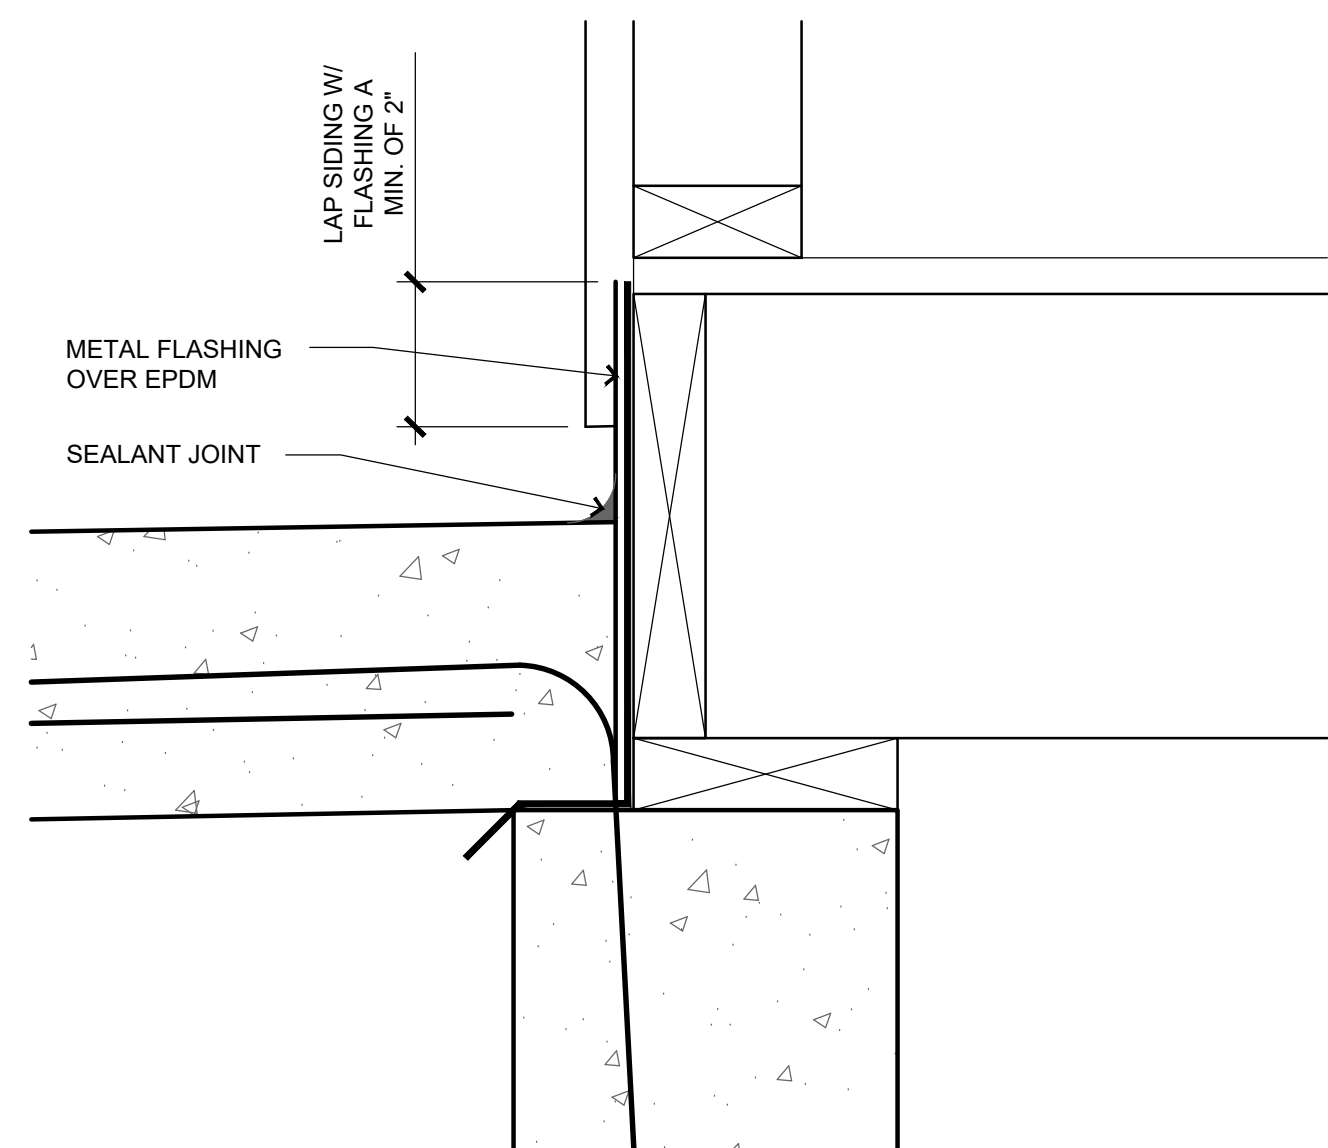 LAP SIDING W/
FLASHING A
MIN. OF 2"
METAL FLASHING
OVER EPDM
SEALANT JOINT